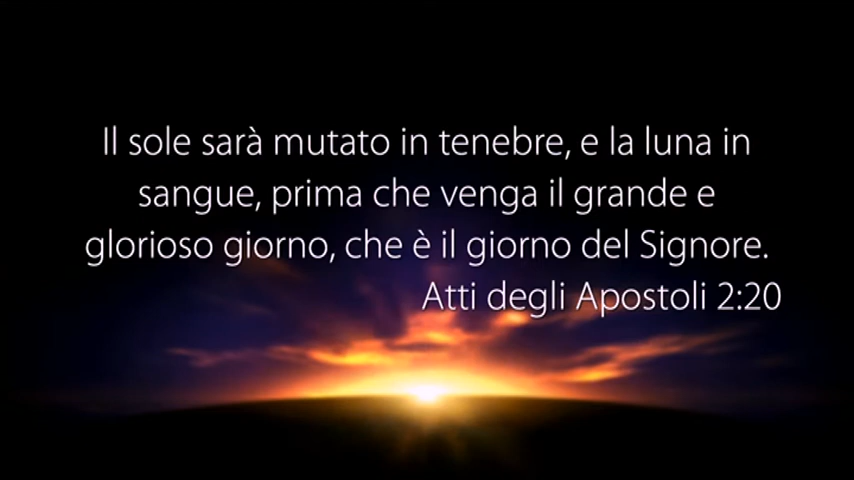 Il sole sarà mutato in tenebre, e la luna in
sangue, prima che venga il grande e
glorioso giorno, che è il giorno del Signore.
Atti degli Apostoli 2:20